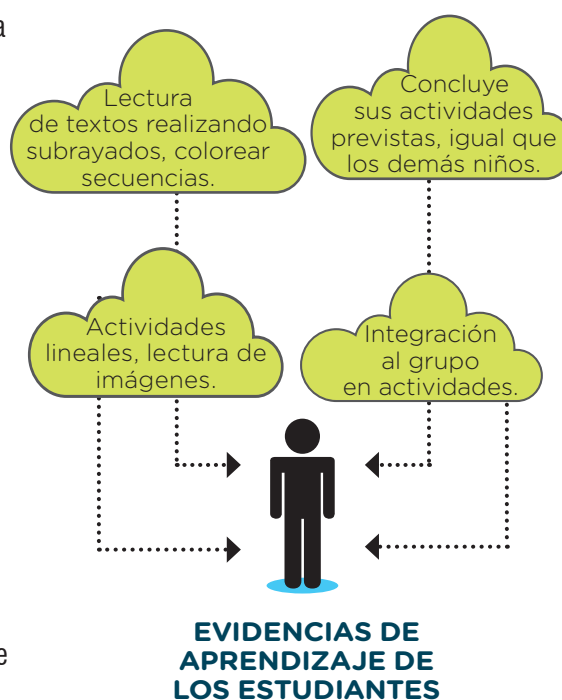 a
Lectura
de textos realizando
subrayados, colorear
secuencias.
Concluye
sus actividades
previstas, igual que
los demás niños.
Actividades
lineales, lectura de
imágenes.
Integración
al grupo
en actividades.
e
EVIDENCIAS DE
APRENDIZAJE DE
LOS ESTUDIANTES